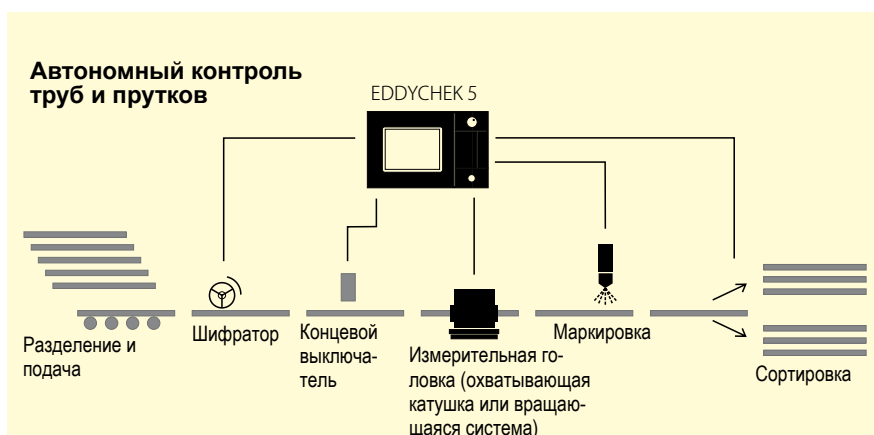 Автономный контроль
труб и прутков
EDDYCHEK 5
Разделение и
подача
Шифратор
Концевой
выключа-
тель
Измерительная го-
ловка (охватывающая
катушка или вращаю-
щаяся система)
Маркировка
Сортировка